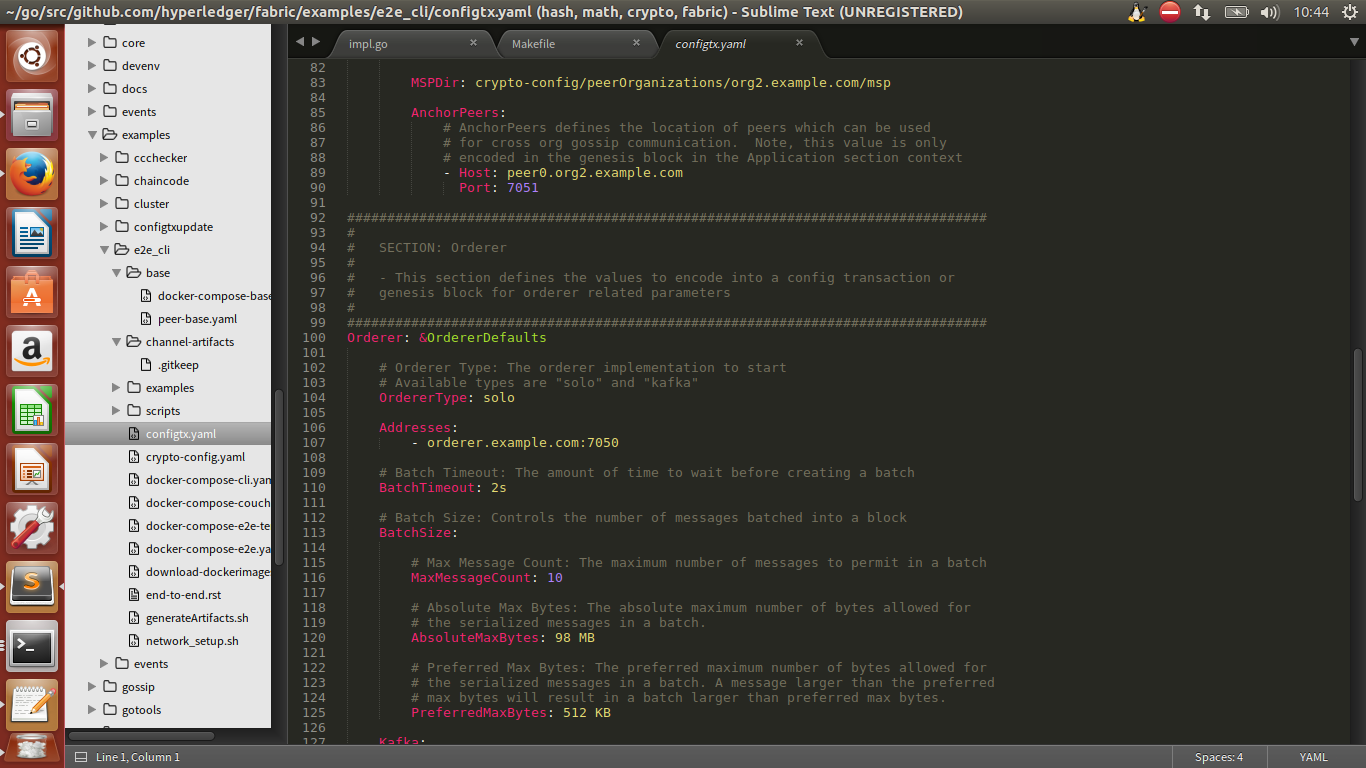 ~/go/src/github.com/hyperledger/fabric/examples/e2e_cli/configtx.yaml (hash, math, crypto, fabric) - Sublime Text (UNREGISTERED)
10:44
core
devenv
docs
events
examples
ccchecker
chaincode
cluster
configtxupdate
e2e_cli
base
docker-compose-base
peer-base.yaml
channel-artifacts
.gitkeep
examples
scripts
configtx.yaml
crypto-config.yaml
docker-compose-cli.yam
docker-compose-couch
docker-compose-e2e-te
docker-compose-e2e.ya
download-dockerimage
end-to-end.rst
generateArtifacts.sh
network_setup.sh
events
gossip
gotools
impl.go
Makefile
configtx.yaml
82
83 MSPDir: crypto-config/peerOrganizations/org2.example.com/msp
84
85 AnchorPeers:
86 # AnchorPeers defines the location of peers which can be used
87 # for cross org gossip communication.  Note, this value is only
88 # encoded in the genesis block in the Application section context
89 - Host: peer0.org2.example.com
90 Port: 7051
91
92 ################################################################################
93 #
94 #   SECTION: Orderer
95 #
96 #   - This section defines the values to encode into a config transaction or
97 #   genesis block for orderer related parameters
98 #
99 ################################################################################
100 Orderer: &OrdererDefaults
101
102 # Orderer Type: The orderer implementation to start
103 # Available types are "solo" and "kafka"
104 OrdererType: solo
105
106 Addresses:
107 - orderer.example.com:7050
108
109 # Batch Timeout: The amount of time to wait before creating a batch
110 BatchTimeout: 2s
111
112 # Batch Size: Controls the number of messages batched into a block
113 BatchSize:
114
115 # Max Message Count: The maximum number of messages to permit in a batch
116 MaxMessageCount: 10
117
118 # Absolute Max Bytes: The absolute maximum number of bytes allowed for
119 # the serialized messages in a batch.
120 AbsoluteMaxBytes: 98 MB
121
122 # Preferred Max Bytes: The preferred maximum number of bytes allowed for
123 # the serialized messages in a batch. A message larger than the preferred
124 # max bytes will result in a batch larger than preferred max bytes.
125 PreferredMaxBytes: 512 KB
126
127 Kafka:
Line 1, Column 1
Spaces: 4
YAML